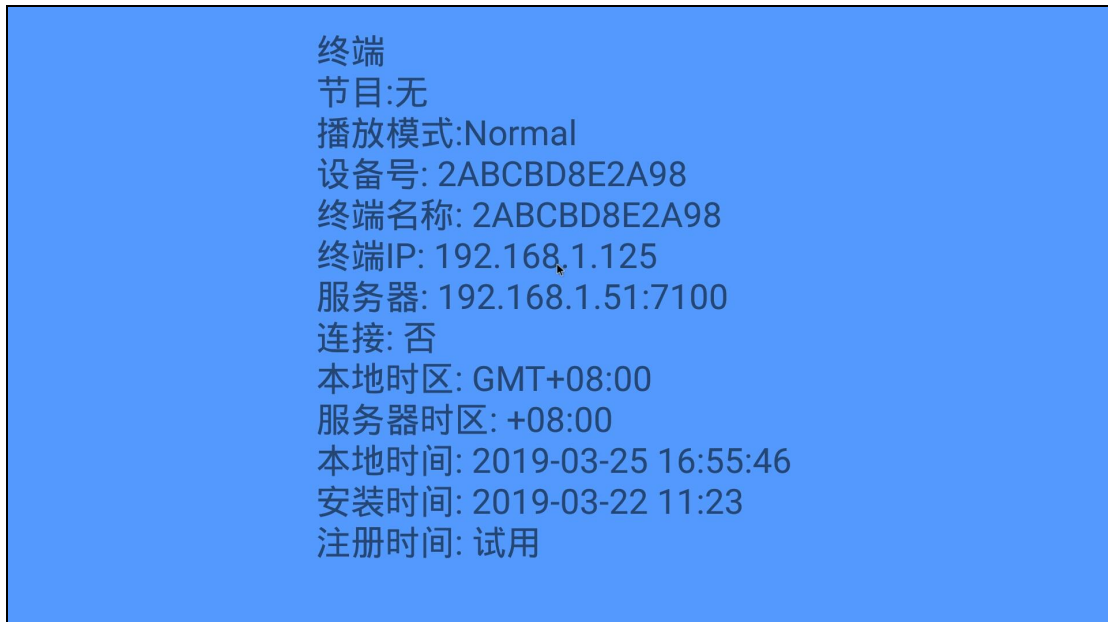 终端
节目:无
播放模式:Normal
设备号: 2ABCBD8E2A98
终端名称: 2ABCBD8E2A98
终端IP: 192.168.1.125
服务器: 192.168.1.51:7100
连接: 否
本地时区: GMT+08:00
服务器时区: +08:00
本地时间: 2019-03-25 16:55:46
安装时间: 2019-03-22 11:23
注册时间: 试用